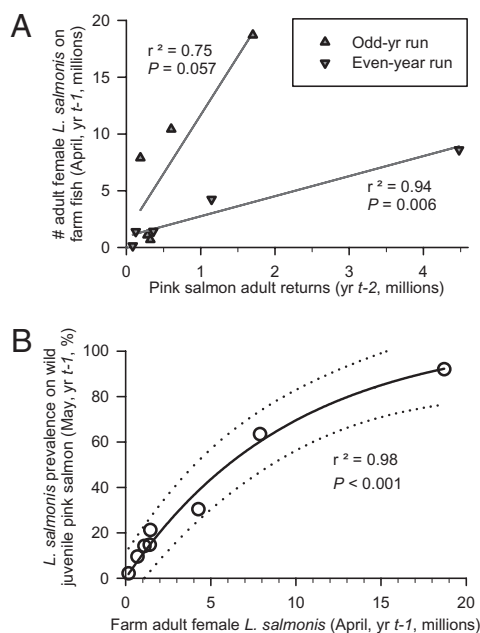 A
# adult female L. salmonis on
farm fish (April, yr t-1, millions)
20
15
10
5
0
r ² = 0.75
P = 0.057
Odd-yr run
Even-year run
r ² = 0.94
P = 0.006
0 1 2 3 4
Pink salmon adult returns (yr t-2, millions)
B
L. salmonis prevalence on wild
juvenile pink salmon (May, yr t-1, %)
100
80
60
40
20
0
r ² = 0.98
P < 0.001
0 5 10 15 20
Farm adult female L. salmonis (April, yr t-1, millions)